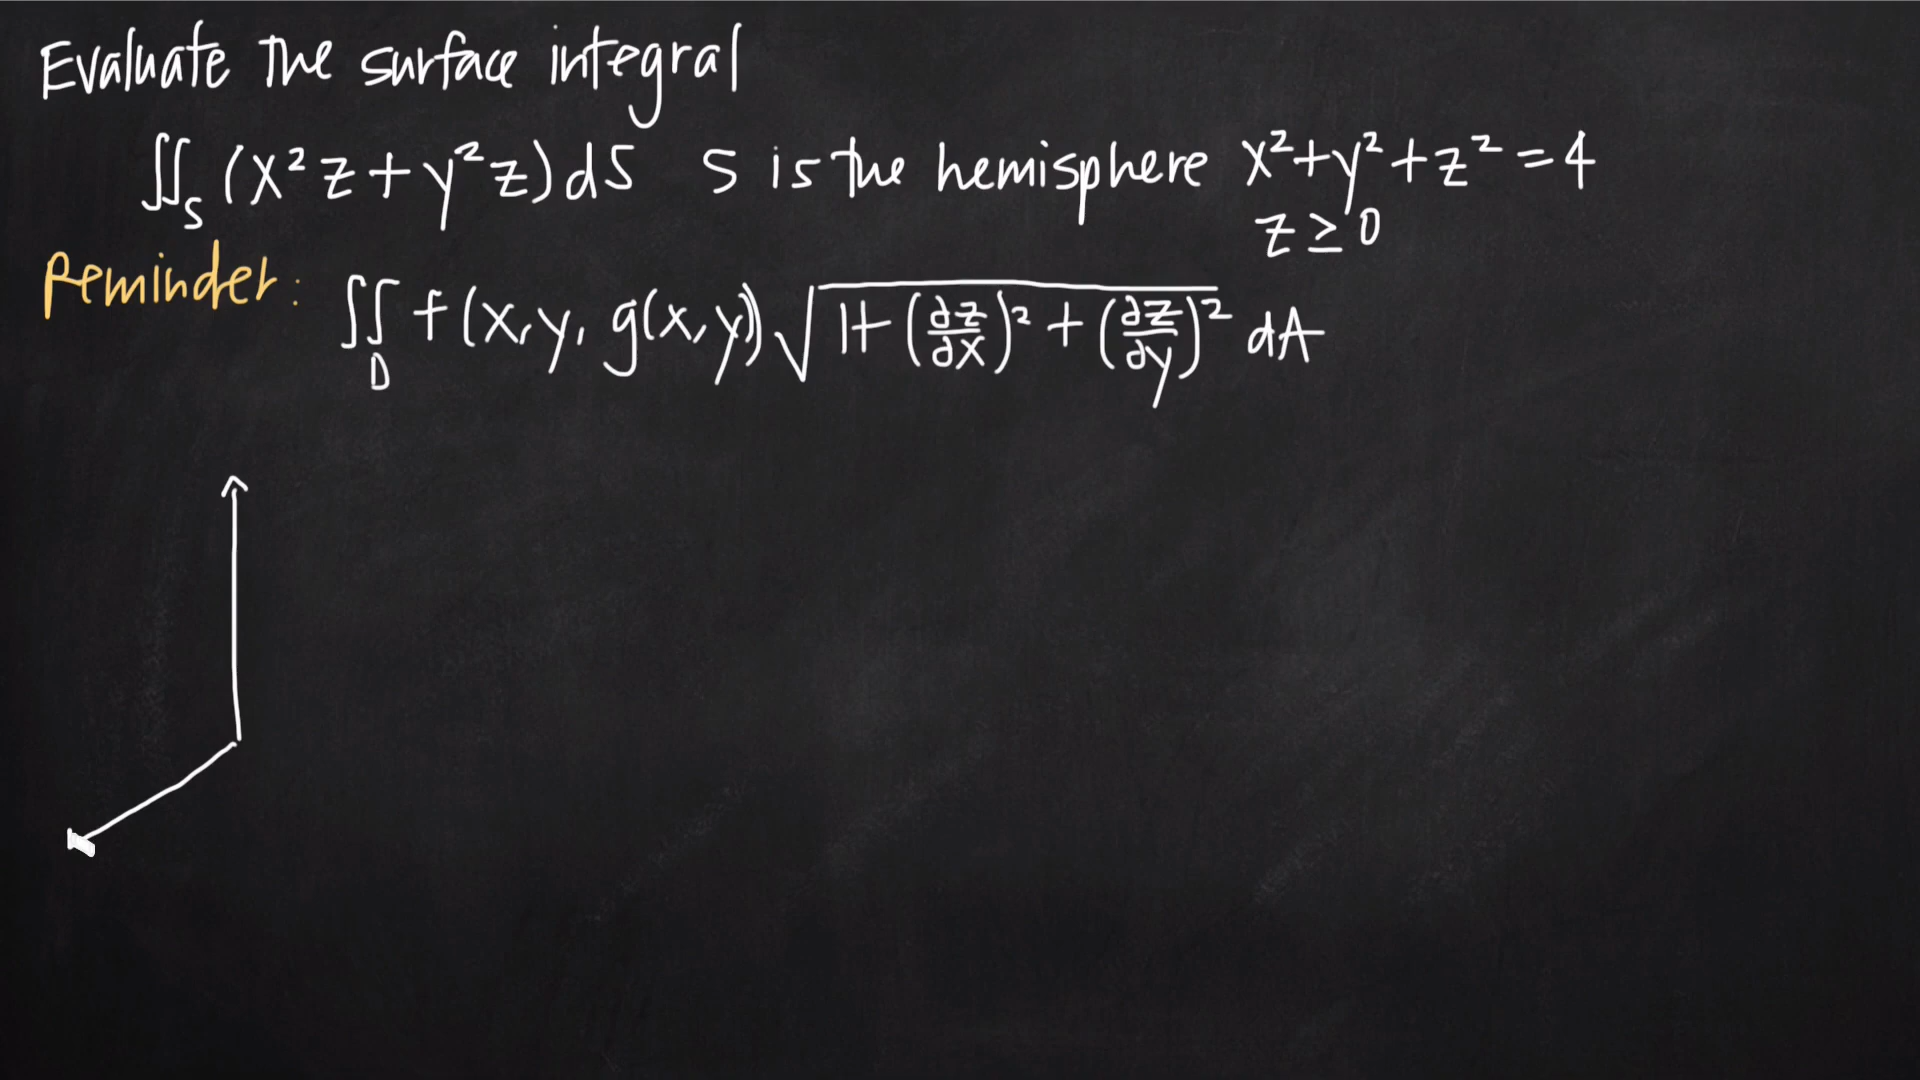 Evaluate the surface integral
∬_S (x²z + y²z) dS   S is the hemisphere x² + y² + z² = 4
z ≥ 0
Reminder: ∬_D f(x, y, g(x,y)) √(1 + (∂z/∂x)² + (∂z/∂y)²) dA